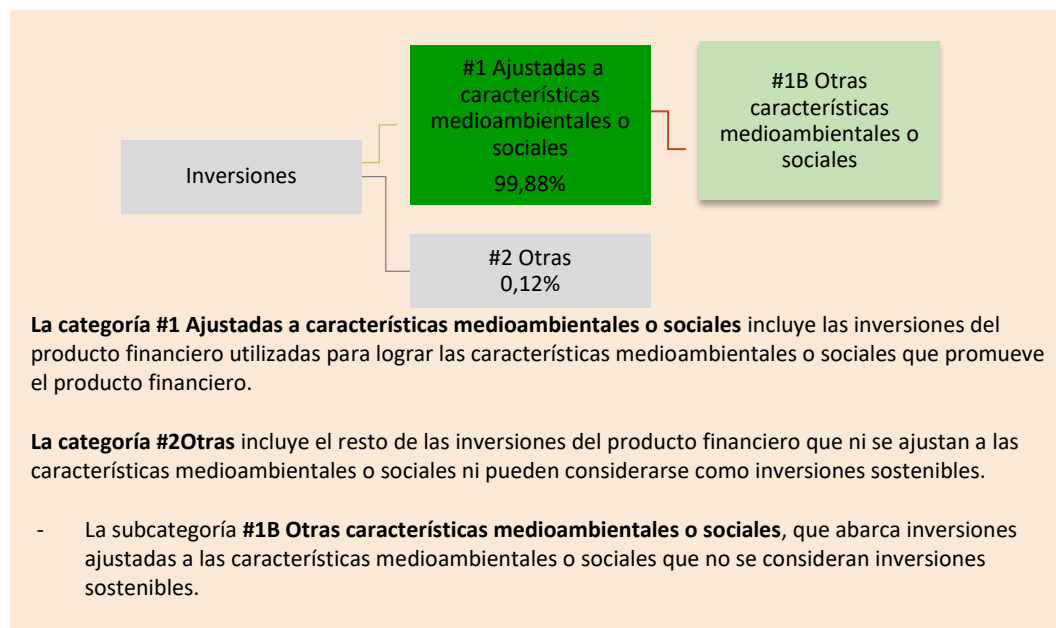 #1 Ajustadas a
características
medioambientales o
sociales
99,88%
#1B Otras
características
medioambientales o
sociales
Inversiones
#2 Otras
0,12%
La categoría #1 Ajustadas a características medioambientales o sociales incluye las inversiones del
producto financiero utilizadas para lograr las características medioambientales o sociales que promueve
el producto financiero.
La categoría #2Otras incluye el resto de las inversiones del producto financiero que ni se ajustan a las
características medioambientales o sociales ni pueden considerarse como inversiones sostenibles.
- La subcategoría #1B Otras características medioambientales o sociales, que abarca inversiones
ajustadas a las características medioambientales o sociales que no se consideran inversiones
sostenibles.